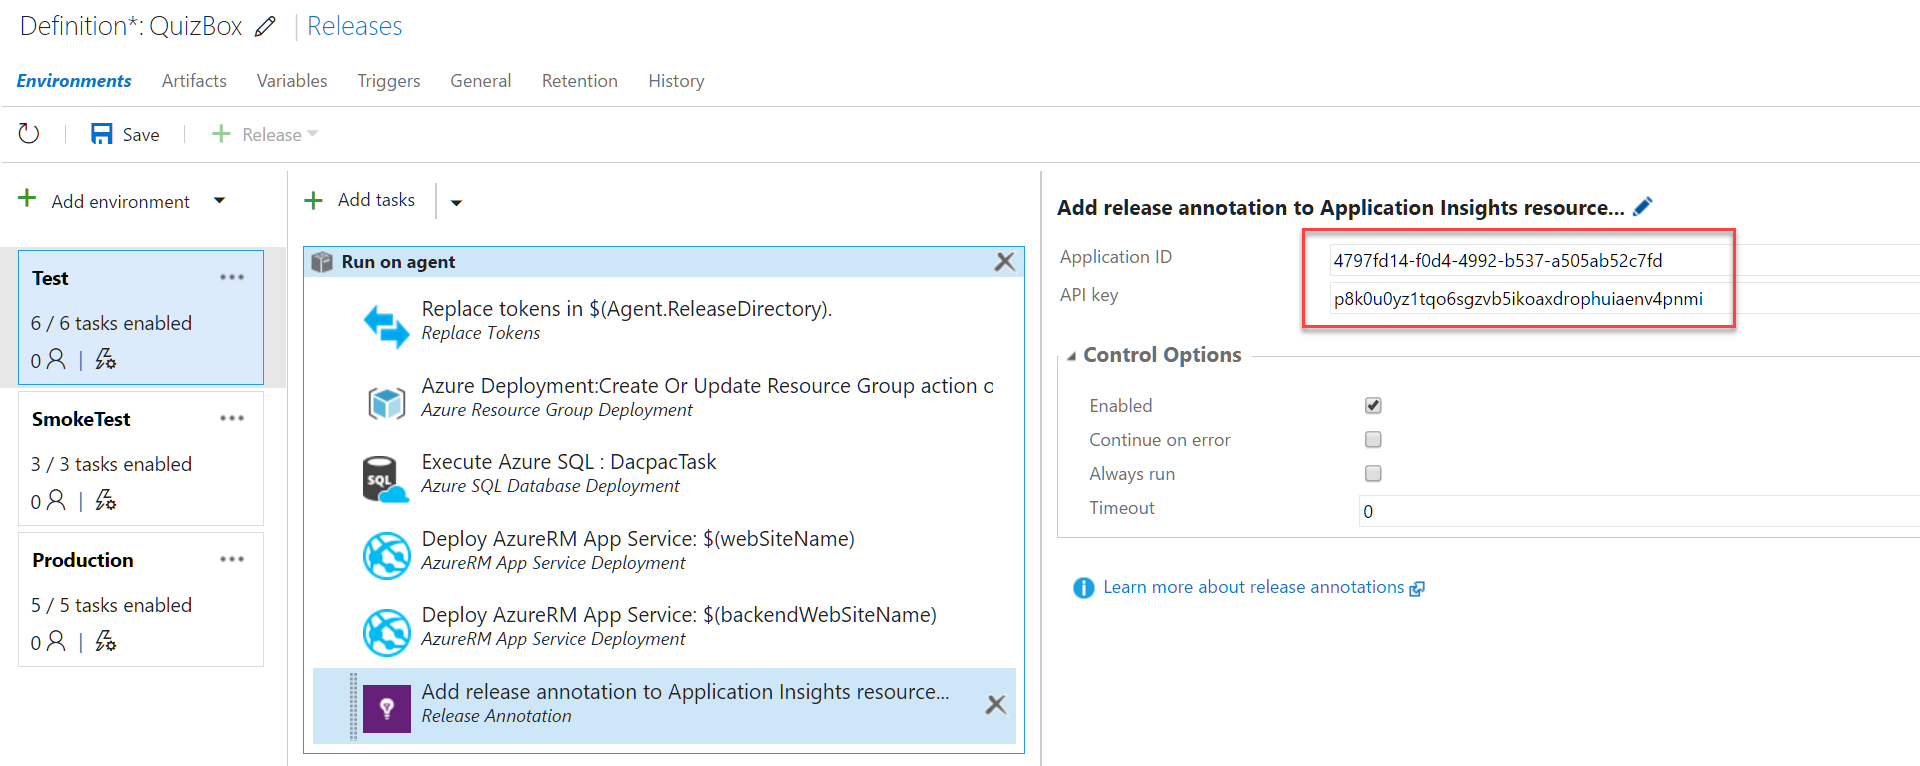 Definition*: QuizBox | Releases
Environments Artifacts Variables Triggers General Retention History
Save Release
Add environment
Test
6 / 6 tasks enabled
0
SmokeTest
3 / 3 tasks enabled
0
Production
5 / 5 tasks enabled
0
Add tasks
Run on agent
Replace tokens in $(Agent.ReleaseDirectory).
Replace Tokens
Azure Deployment:Create Or Update Resource Group action o
Azure Resource Group Deployment
SQL
Execute Azure SQL : DacpacTask
Azure SQL Database Deployment
Deploy AzureRM App Service: $(webSiteName)
AzureRM App Service Deployment
Deploy AzureRM App Service: $(backendWebSiteName)
AzureRM App Service Deployment
Add release annotation to Application Insights resource...
Release Annotation
Add release annotation to Application Insights resource...
Application ID 4797fd14-f0d4-4992-b537-a505ab52c7fd
API key p8k0u0yz1tqo6sgzvb5ikoaxdrophuiaenv4pnmi
Control Options
Enabled
Continue on error
Always run
Timeout 0
Learn more about release annotations